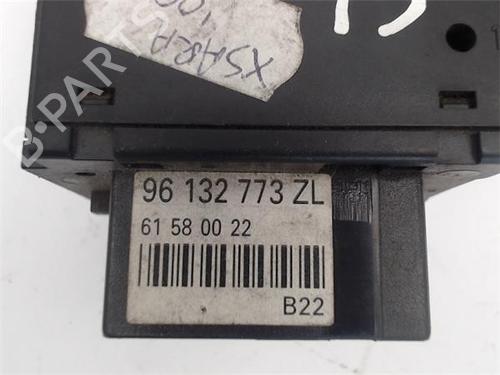 XSARA
B-PARTS
96 132 773 ZL
61 58 00 22
B22